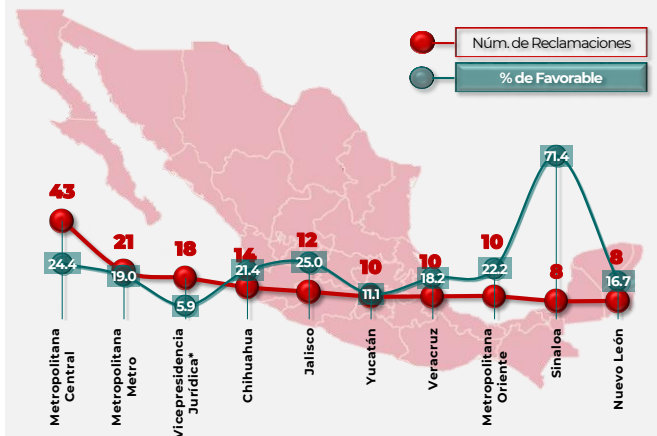 Núm. de Reclamaciones
% de Favorable
43
21
18
14
12
10
10
10
8
8
24.4
19.0
5.9
21.4
25.0
11.1
18.2
22.2
71.4
16.7
Metropolitana
Central
Metropolitana
Metro
Vicepresidencia
Jurídica*
Chihuahua
Jalisco
Yucatán
Veracruz
Metropolitana
Oriente
Sinaloa
Nuevo León